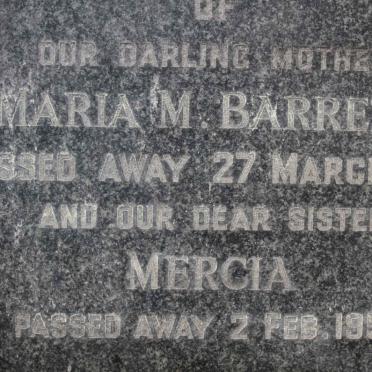 OF
OUR DARLING MOTHE
MARIA M. BARRE
SSED AWAY 27 MARC
AND OUR DEAR SISTE
MERCIA
PASSED AWAY 2 FEB. 195